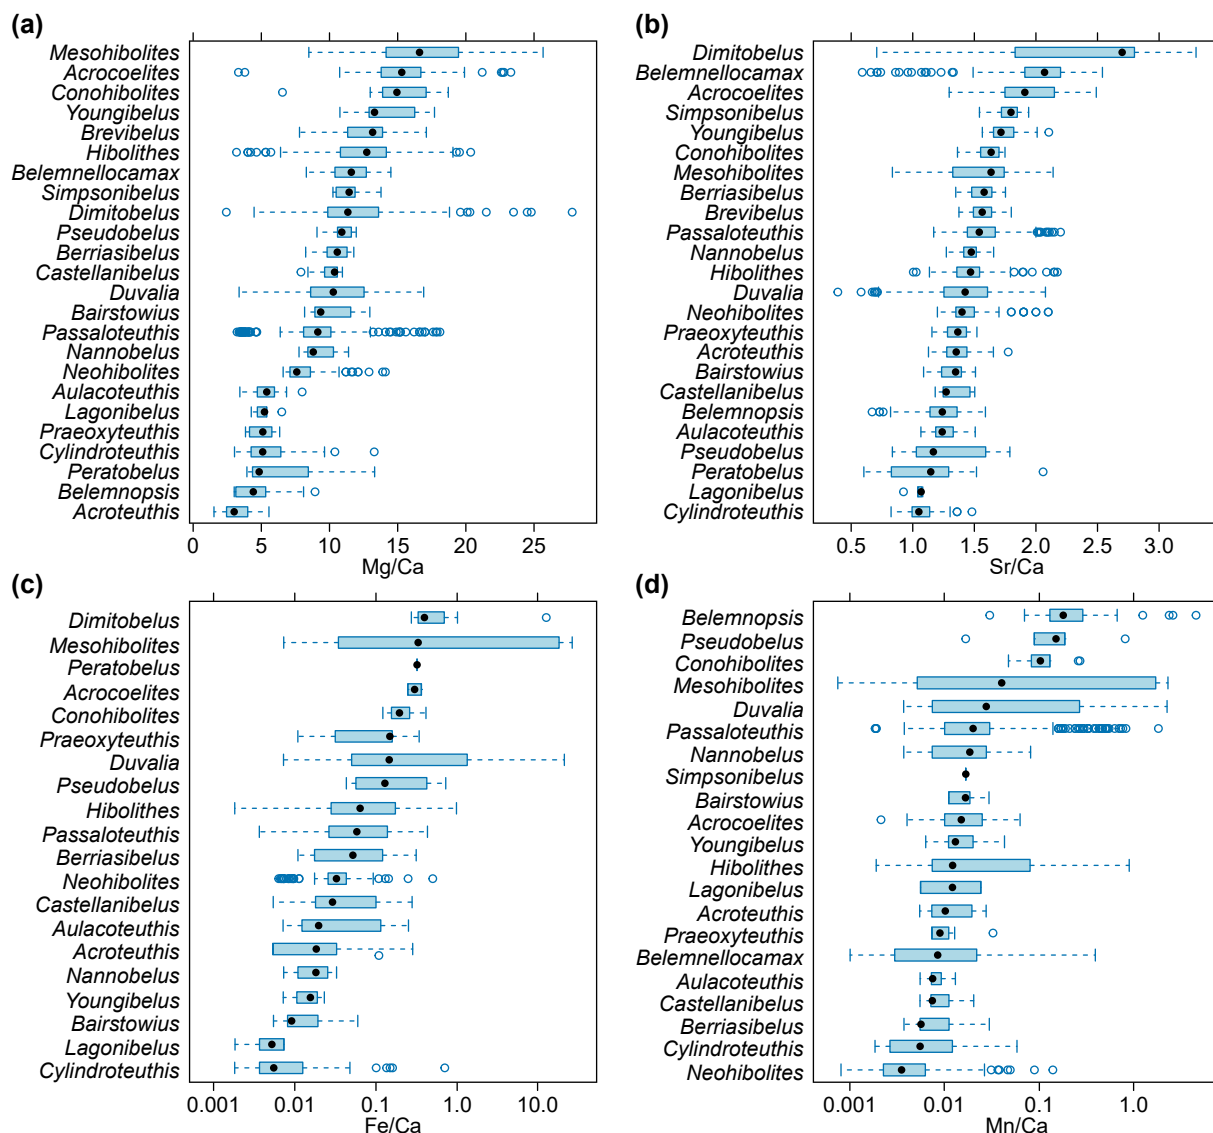 (a)
Mesohibolites
Acrocoelites
Conohibolites
Youngibelus
Brevibelus
Hibolithes
Belemnellocamax
Simpsonibelus
Dimitobelus
Pseudobelus
Berriasibelus
Castellanibelus
Duvalia
Bairstowius
Passaloteuthis
Nannobelus
Neohibolites
Aulacoteuthis
Lagonibelus
Praeoxyteuthis
Cylindroteuthis
Peratobelus
Belemnopsis
Acroteuthis
0 5 10 15 20 25
Mg/Ca
(b)
Dimitobelus
Belemnellocamax
Acrocoelites
Simpsonibelus
Youngibelus
Conohibolites
Mesohibolites
Berriasibelus
Brevibelus
Passaloteuthis
Nannobelus
Hibolithes
Duvalia
Neohibolites
Praeoxyteuthis
Acroteuthis
Bairstowius
Castellanibelus
Belemnopsis
Aulacoteuthis
Pseudobelus
Peratobelus
Lagonibelus
Cylindroteuthis
0.5 1.0 1.5 2.0 2.5 3.0
Sr/Ca
(c)
Dimitobelus
Mesohibolites
Peratobelus
Acrocoelites
Conohibolites
Praeoxyteuthis
Duvalia
Pseudobelus
Hibolithes
Passaloteuthis
Berriasibelus
Neohibolites
Castellanibelus
Aulacoteuthis
Acroteuthis
Nannobelus
Youngibelus
Bairstowius
Lagonibelus
Cylindroteuthis
0.001 0.01 0.1 1.0 10.0
Fe/Ca
(d)
Belemnopsis
Pseudobelus
Conohibolites
Mesohibolites
Duvalia
Passaloteuthis
Nannobelus
Simpsonibelus
Bairstowius
Acrocoelites
Youngibelus
Hibolithes
Lagonibelus
Acroteuthis
Praeoxyteuthis
Belemnellocamax
Aulacoteuthis
Castellanibelus
Berriasibelus
Cylindroteuthis
Neohibolites
0.001 0.01 0.1 1.0
Mn/Ca